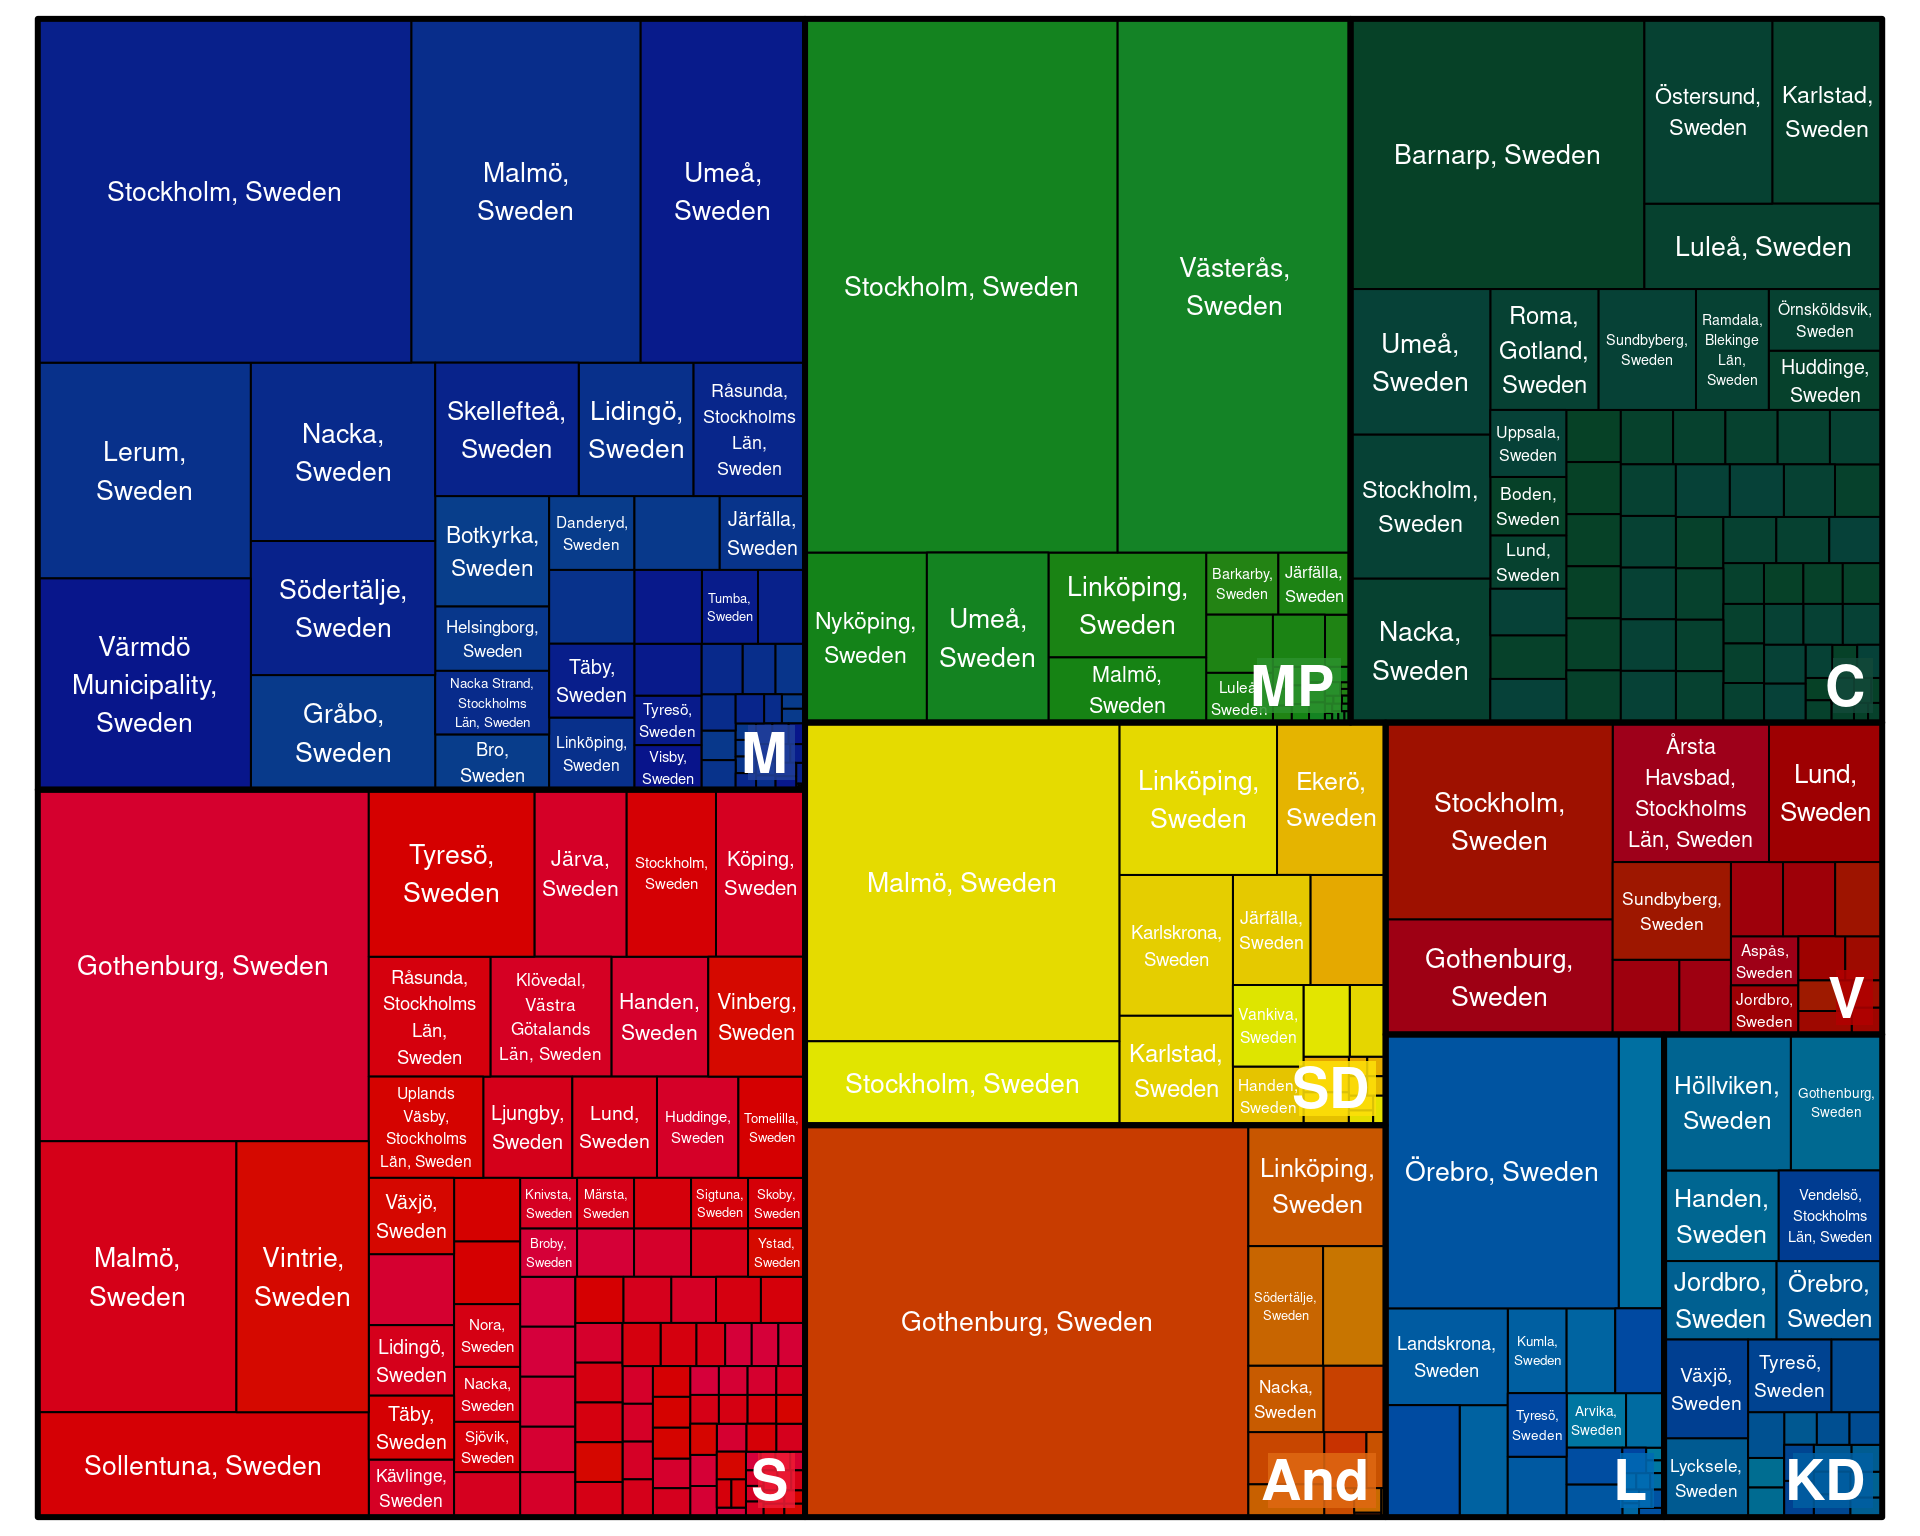 Stockholm, Sweden
Malmö,
Sweden
Umeå,
Sweden
Lerum,
Sweden
Nacka,
Sweden
Skellefteå,
Sweden
Lidingö,
Sweden
Råsunda,
Stockholms
Län,
Sweden
Värmdö
Municipality,
Sweden
Södertälje,
Sweden
Gråbo,
Sweden
Botkyrka,
Sweden
Danderyd,
Sweden
Järfälla,
Sweden
Helsingborg,
Sweden
Nacka Strand,
Stockholms
Län, Sweden
Bro,
Sweden
Tumba,
Sweden
Täby,
Sweden
Linköping,
Sweden
Tyresö,
Sweden
Visby,
Sweden
M
Stockholm, Sweden
Västerås,
Sweden
Nyköping,
Sweden
Umeå,
Sweden
Linköping,
Sweden
Malmö,
Sweden
Barkarby,
Sweden
Järfälla,
Sweden
Luleå,
Sweden
MP
Barnarp, Sweden
Östersund,
Sweden
Karlstad,
Sweden
Luleå, Sweden
Umeå,
Sweden
Roma,
Gotland,
Sweden
Sundbyberg,
Sweden
Ramdala,
Blekinge
Län,
Sweden
Örnsköldsvik,
Sweden
Huddinge,
Sweden
Stockholm,
Sweden
Nacka,
Sweden
Uppsala,
Sweden
Boden,
Sweden
Lund,
Sweden
C
Gothenburg, Sweden
Tyresö,
Sweden
Järva,
Sweden
Stockholm,
Sweden
Köping,
Sweden
Råsunda,
Stockholms
Län,
Sweden
Klövedal,
Västra
Götalands
Län, Sweden
Handen,
Sweden
Vinberg,
Sweden
Uplands
Väsby,
Stockholms
Län, Sweden
Ljungby,
Sweden
Lund,
Sweden
Huddinge,
Sweden
Tomelilla,
Sweden
Malmö,
Sweden
Vintrie,
Sweden
Sollentuna, Sweden
Växjö,
Sweden
Lidingö,
Sweden
Täby,
Sweden
Kävlinge,
Sweden
Nora,
Sweden
Nacka,
Sweden
Sjövik,
Sweden
Knivsta,
Sweden
Märsta,
Sweden
Sigtuna,
Sweden
Skoby,
Sweden
Broby,
Sweden
Ystad,
Sweden
S
Malmö, Sweden
Stockholm, Sweden
Linköping,
Sweden
Ekerö,
Sweden
Karlskrona,
Sweden
Järfälla,
Sweden
Karlstad,
Sweden
Vankiva,
Sweden
Handen,
Sweden
SD
Gothenburg, Sweden
Linköping,
Sweden
Södertälje,
Sweden
Nacka,
Sweden
And
Stockholm,
Sweden
Årsta
Havsbad,
Stockholms
Län, Sweden
Lund,
Sweden
Gothenburg,
Sweden
Sundbyberg,
Sweden
Aspås,
Sweden
Jordbro,
Sweden
V
Örebro, Sweden
Landskrona,
Sweden
Kumla,
Sweden
Tyresö,
Sweden
Arvika,
Sweden
L
Höllviken,
Sweden
Gothenburg,
Sweden
Handen,
Sweden
Vendelsö,
Stockholms
Län, Sweden
Jordbro,
Sweden
Örebro,
Sweden
Växjö,
Sweden
Tyresö,
Sweden
Lycksele,
Sweden
KD